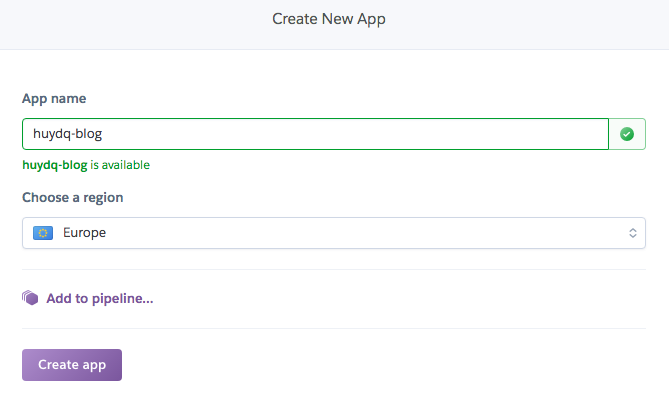 Create New App
App name
huydq-blog
huydq-blog is available
Choose a region
Europe
Add to pipeline...
Create app